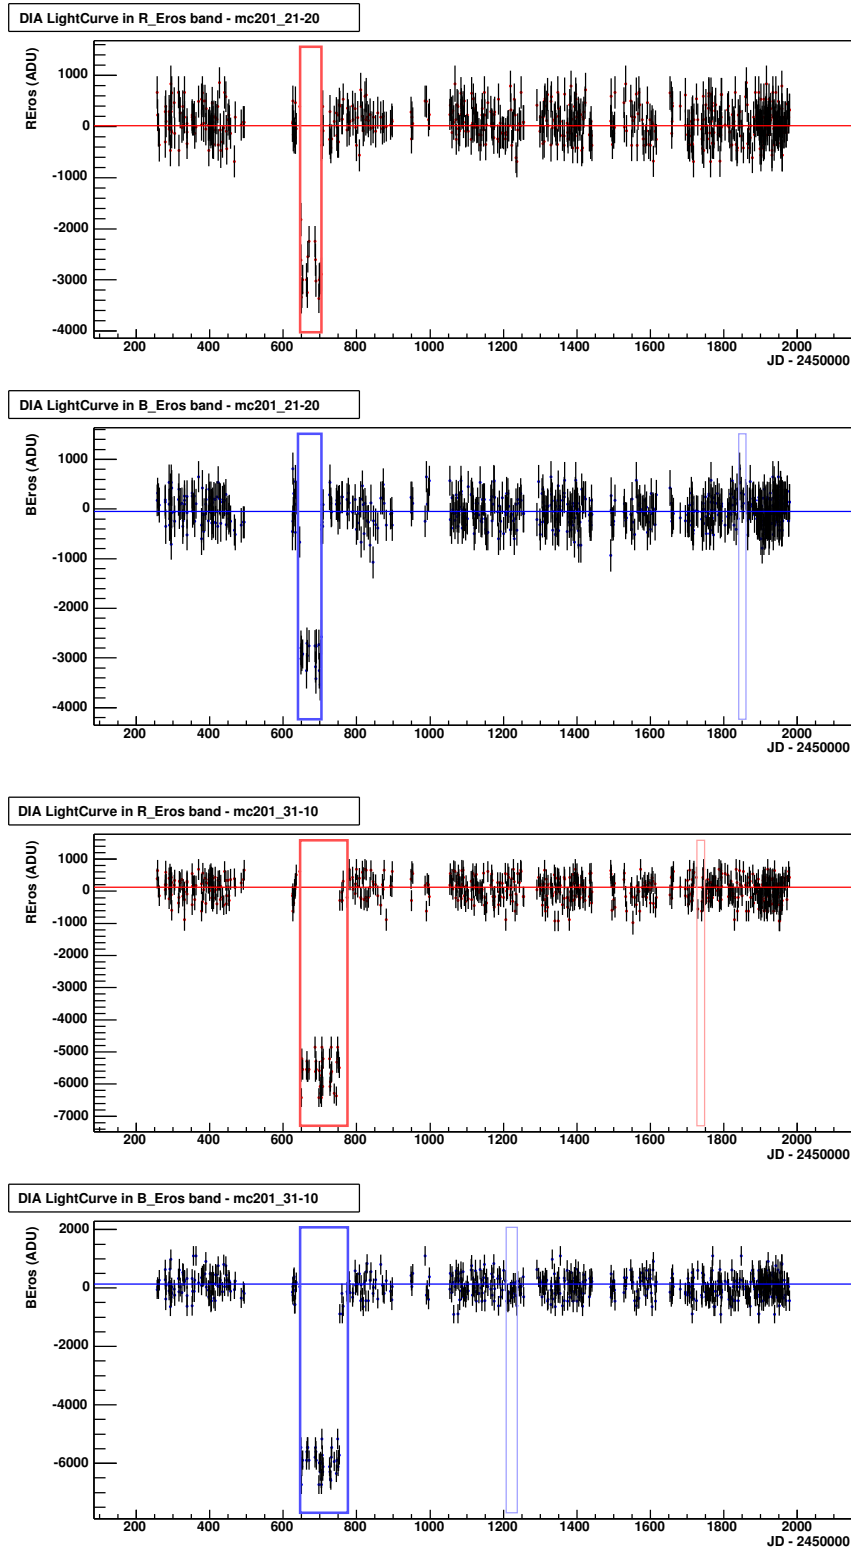 DIA LightCurve in R_Eros band - mc201_21-20
REros (ADU)
1000
0
-1000
-2000
-3000
-4000
200 400 600 800 1000 1200 1400 1600 1800 2000
JD - 2450000
DIA LightCurve in B_Eros band - mc201_21-20
BEros (ADU)
1000
0
-1000
-2000
-3000
-4000
200 400 600 800 1000 1200 1400 1600 1800 2000
JD - 2450000
DIA LightCurve in R_Eros band - mc201_31-10
REros (ADU)
1000
0
-1000
-2000
-3000
-4000
-5000
-6000
-7000
200 400 600 800 1000 1200 1400 1600 1800 2000
JD - 2450000
DIA LightCurve in B_Eros band - mc201_31-10
BEros (ADU)
2000
0
-2000
-4000
-6000
200 400 600 800 1000 1200 1400 1600 1800 2000
JD - 2450000